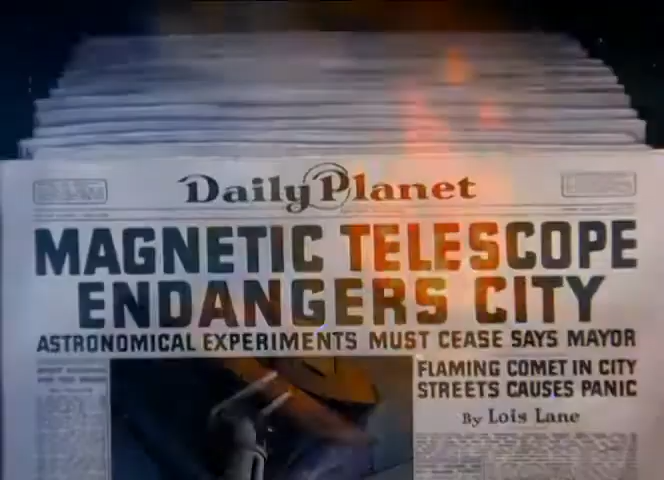 Daily Planet
MAGNETIC TELESCOPE
ENDANGERS CITY
ASTRONOMICAL EXPERIMENTS MUST CEASE SAYS MAYOR
FLAMING COMET IN CITY
STREETS CAUSES PANIC
By Lois Lane